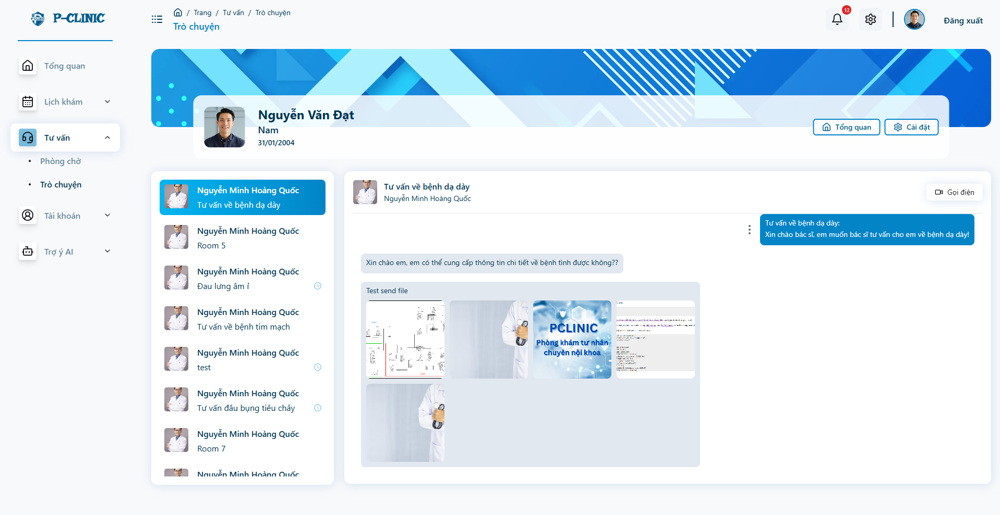 P-CLINIC
P-CLINIC
/ Trang / Tư vấn / Trò chuyện
Trò chuyện
12
Đăng xuất
Tổng quan
Lịch khám
Tư vấn
• Phòng chờ
• Trò chuyện
Tài khoản
Trợ ý AI
Nguyễn Văn Đạt
Nam
31/01/2004
Tổng quan
Cài đặt
Nguyễn Minh Hoàng Quốc
Tư vấn về bệnh dạ dày
Nguyễn Minh Hoàng Quốc
Room 5
Nguyễn Minh Hoàng Quốc
Đau lưng âm ỉ
Nguyễn Minh Hoàng Quốc
Tư vấn về bệnh tim mạch
Nguyễn Minh Hoàng Quốc
test
Nguyễn Minh Hoàng Quốc
Tư vấn đâu bụng tiêu chảy
Nguyễn Minh Hoàng Quốc
Room 7
Nguyễn Minh Hoàng Quốc
Tư vấn về bệnh dạ dày
Nguyễn Minh Hoàng Quốc
Gọi điện
Tư vấn về bệnh dạ dày:
Xin chào bác sĩ, em muốn bác sĩ tư vấn cho em về bệnh dạ dày!
Xin chào em, em có thể cung cấp thông tin chi tiết về bệnh tình được không??
Test send file
PCLINIC
Phòng khám tư nhân
chuyên nội khoa